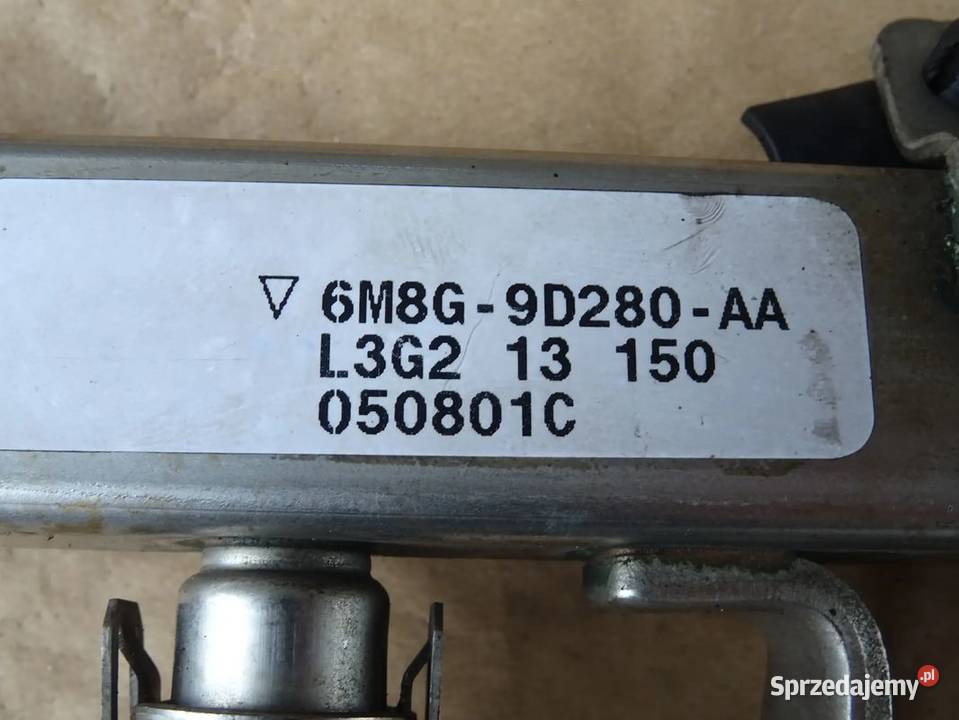 ▽ 6M8G-9D280-AA
L3G2 13 150
050801C
Sprzedajemy.pl